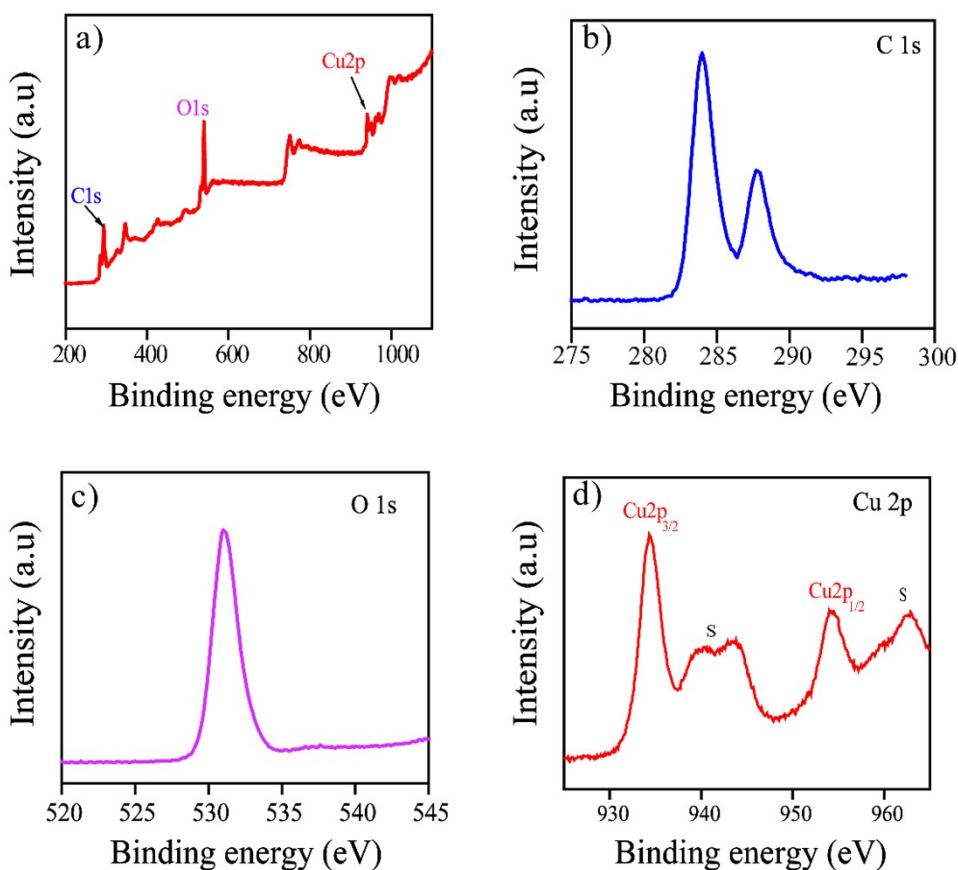 a)
Cu2p
O1s
C1s
Intensity (a.u)
200 400 600 800 1000
Binding energy (eV)
b)
C 1s
Intensity (a.u)
275 280 285 290 295 300
Binding energy (eV)
c)
O 1s
Intensity (a.u)
520 525 530 535 540 545
Binding energy (eV)
d)
Cu 2p
Cu2p3/2
s
Cu2p1/2
s
Intensity (a.u)
930 940 950 960
Binding energy (eV)